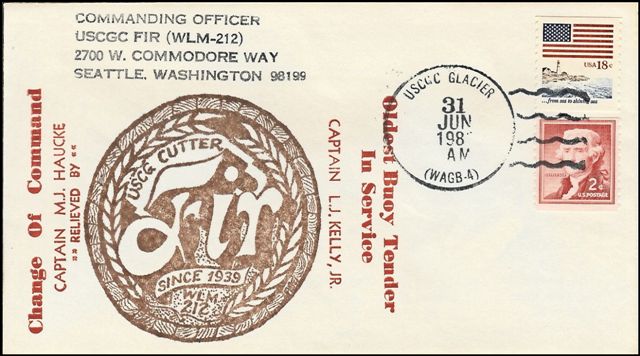 COMMANDING OFFICER
USCGC FIR (WLM-212)
2700 W. COMMODORE WAY
SEATTLE, WASHINGTON 98199
Change Of Command
CAPTAIN M.J. HAUCKE
»» RELIEVED BY ««
CAPTAIN L.J. KELLY, JR.
Oldest Buoy Tender
In Service
USCG CUTTER
Fir
SINCE 1939
WLM
212
USCGC GLACIER
31
JUN
198
AM
(WAGB-4)
USA 18c
...from sea to shining sea
2¢
U.S. POSTAGE